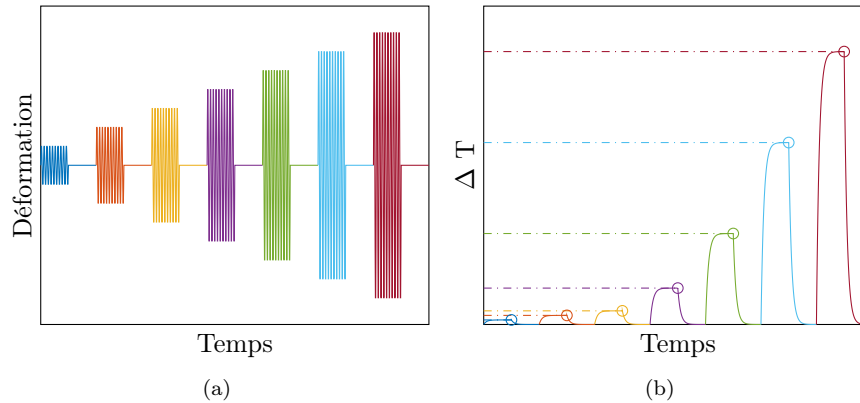 Déformation
Temps
(a)
Δ T
Temps
(b)